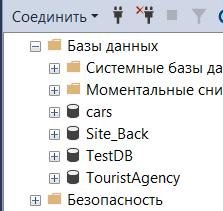 Соединить
Базы данных
Системные базы да
Моментальные сни
cars
Site_Back
TestDB
TouristAgency
Безопасность